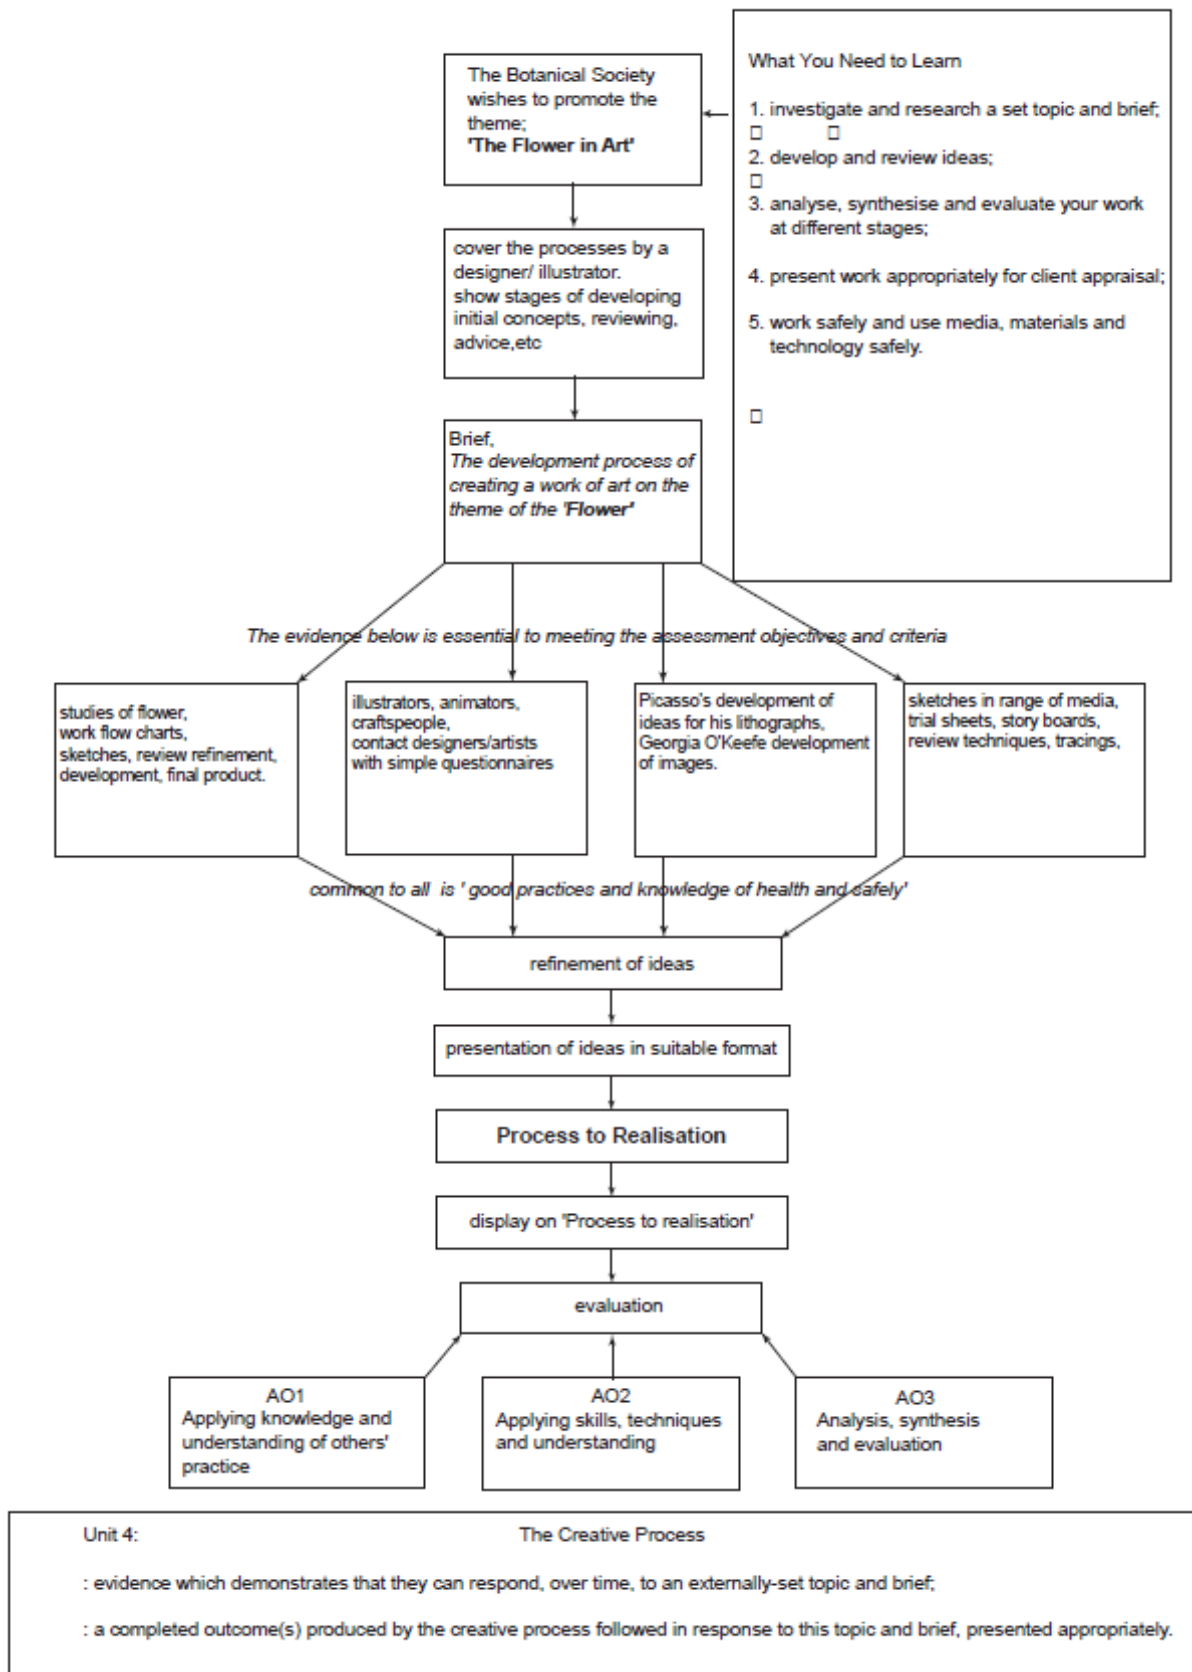 The Botanical Society
wishes to promote the
theme;
'The Flower in Art'
What You Need to Learn
1. investigate and research a set topic and brief;
2. develop and review ideas;
3. analyse, synthesise and evaluate your work
at different stages;
4. present work appropriately for client appraisal;
5. work safely and use media, materials and
technology safely.
cover the processes by a
designer/ illustrator.
show stages of developing
initial concepts, reviewing,
advice,etc
Brief,
The development process of
creating a work of art on the
theme of the 'Flower'
The evidence below is essential to meeting the assessment objectives and criteria
studies of flower,
work flow charts,
sketches, review refinement,
development, final product.
illustrators, animators,
craftspeople,
contact designers/artists
with simple questionnaires
Picasso's development of
ideas for his lithographs,
Georgia O'Keefe development
of images.
sketches in range of media,
trial sheets, story boards,
review techniques, tracings,
common to all is ' good practices and knowledge of health and safely'
refinement of ideas
presentation of ideas in suitable format
Process to Realisation
display on 'Process to realisation'
evaluation
AO1
Applying knowledge and
understanding of others'
practice
AO2
Applying skills, techniques
and understanding
AO3
Analysis, synthesis
and evaluation
Unit 4: The Creative Process
: evidence which demonstrates that they can respond, over time, to an externally-set topic and brief;
: a completed outcome(s) produced by the creative process followed in response to this topic and brief, presented appropriately.